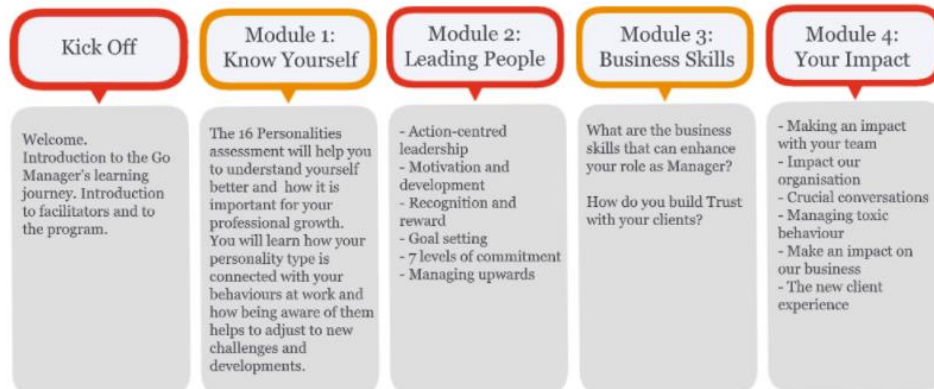 Kick Off
Welcome.
Introduction to the Go
Manager's learning
journey. Introduction
to facilitators and to
the program.
Module 1:
Know Yourself
The 16 Personalities
assessment will help you
to understand yourself
better and how it is
important for your
professional growth.
You will learn how your
personality type is
connected with your
behaviours at work and
how being aware of them
helps to adjust to new
challenges and
developments.
Module 2:
Leading People
- Action-centred
leadership
- Motivation and
development
- Recognition and
reward
- Goal setting
- 7 levels of commitment
- Managing upwards
Module 3:
Business Skills
What are the business
skills that can enhance
your role as Manager?
How do you build Trust
with your clients?
Module 4:
Your Impact
- Making an impact
with your team
- Impact our
organisation
- Crucial conversations
- Managing toxic
behaviour
- Make an impact on
our business
- The new client
experience